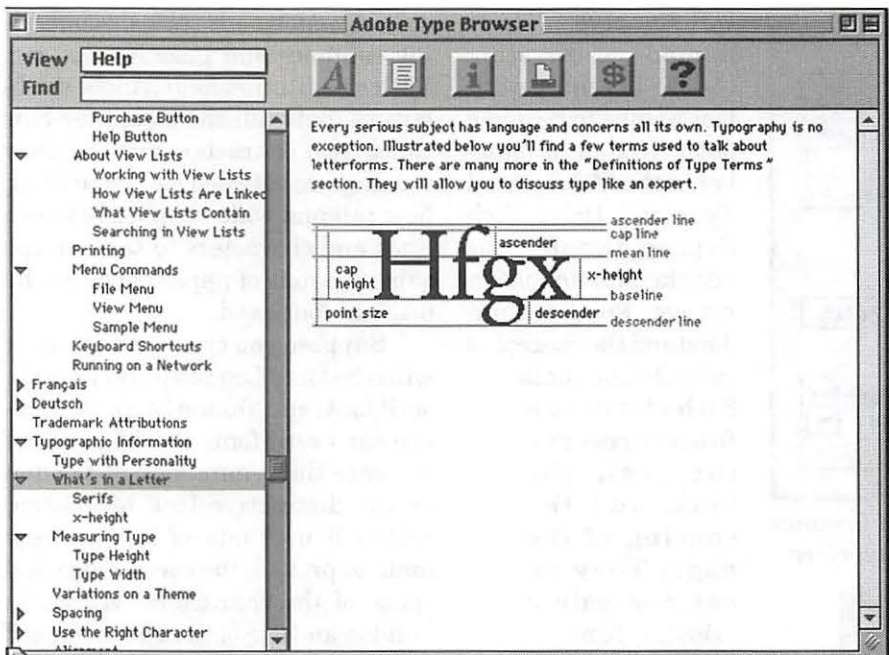 Adobe Type Browser
View Help
Find
A i $ ?
Purchase Button
Help Button
About View Lists
Working with View Lists
How View Lists Are Linked
What View Lists Contain
Searching in View Lists
Printing
Menu Commands
File Menu
View Menu
Sample Menu
Keyboard Shortcuts
Running on a Network
Français
Deutsch
Trademark Attributions
Typographic Information
Type with Personality
What's in a Letter
Serifs
x-height
Measuring Type
Type Height
Type Width
Variations on a Theme
Spacing
Use the Right Character
Alignment
Every serious subject has language and concerns all its own. Typography is no
exception. Illustrated below you'll find a few terms used to talk about
letterforms. There are many more in the "Definitions of Type Terms"
section. They will allow you to discuss type like an expert.
Hfgx
cap
height
point size
ascender
descender
x-height
ascender line
cap line
mean line
baseline
descender line